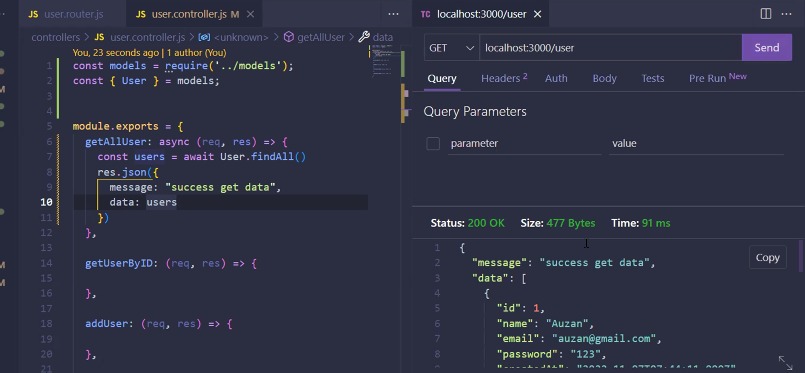 JS user.router.js
JS user.controller.js M
controllers > JS user.controller.js > <unknown> > getAllUser > data
You, 23 seconds ago | 1 author (You)
1 const models = require('../models');
2 const { User } = models;
3
4
5 module.exports = {
6 getAllUser: async (req, res) => {
7 const users = await User.findAll()
8 res.json({
9 message: "success get data",
10 data: users
11 })
12 },
13
14 getUserByID: (req, res) => {
15
16 },
17
18 addUser: (req, res) => {
19
20 },
21
TC localhost:3000/user
GET localhost:3000/user Send
Query Headers 2 Auth Body Tests Pre Run New
Query Parameters
parameter value
Status: 200 OK Size: 477 Bytes Time: 91 ms
Copy
1 {
2 "message": "success get data",
3 "data": [
4 {
5 "id": 1,
6 "name": "Auzan",
7 "email": "auzan@gmail.com",
8 "password": "123",